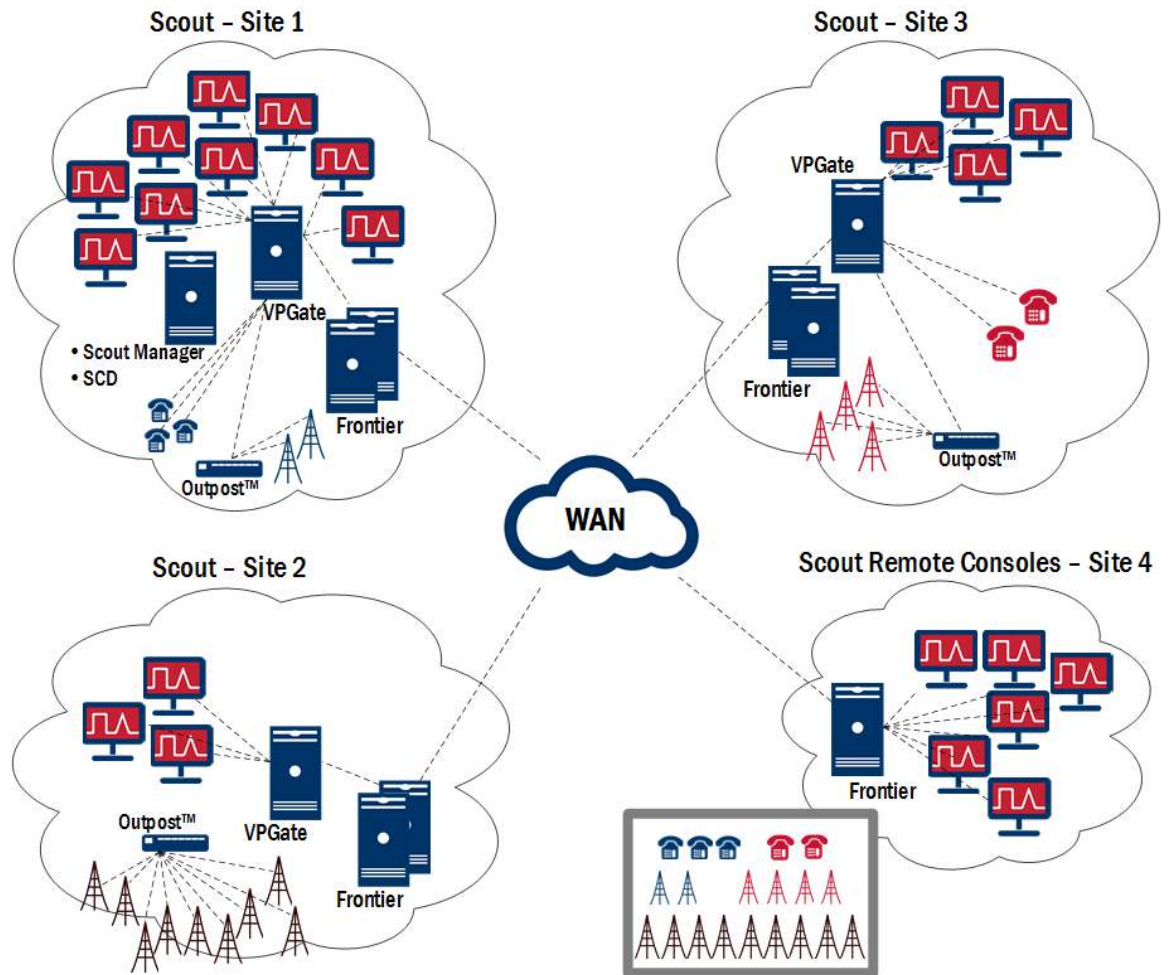 Scout – Site 1
VPGate
• Scout Manager
• SCD
Frontier
Outpost™
Scout – Site 3
VPGate
Frontier
Outpost™
WAN
Scout – Site 2
Outpost™
VPGate
Frontier
Scout Remote Consoles – Site 4
Frontier